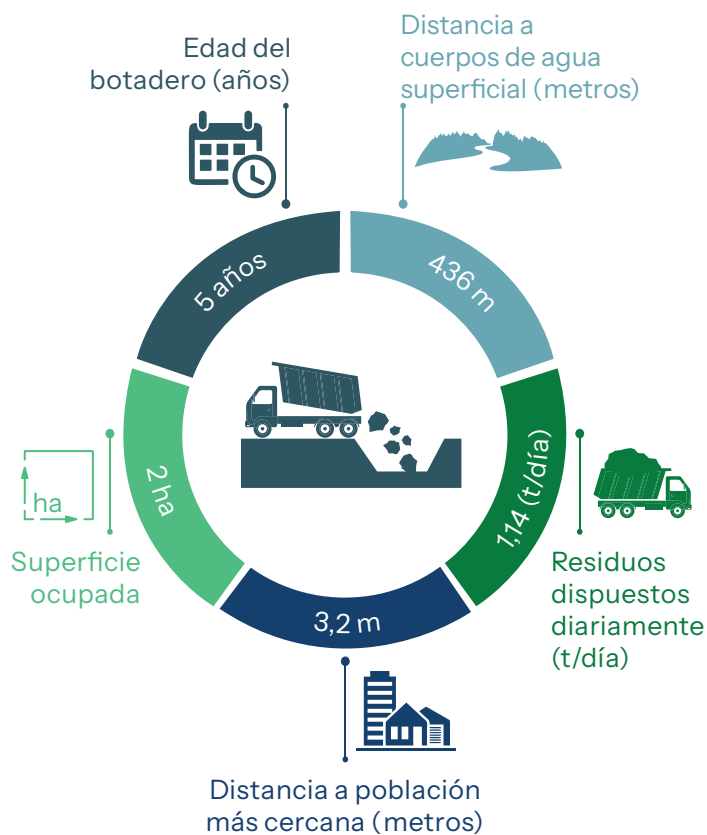 Edad del
botadero (años)
Distancia a
cuerpos de agua
superficial (metros)
5 años
436 m
2 ha
1,14 (t/día)
3,2 m
ha
Superficie
ocupada
Residuos
dispuestos
diariamente
(t/día)
Distancia a población
más cercana (metros)